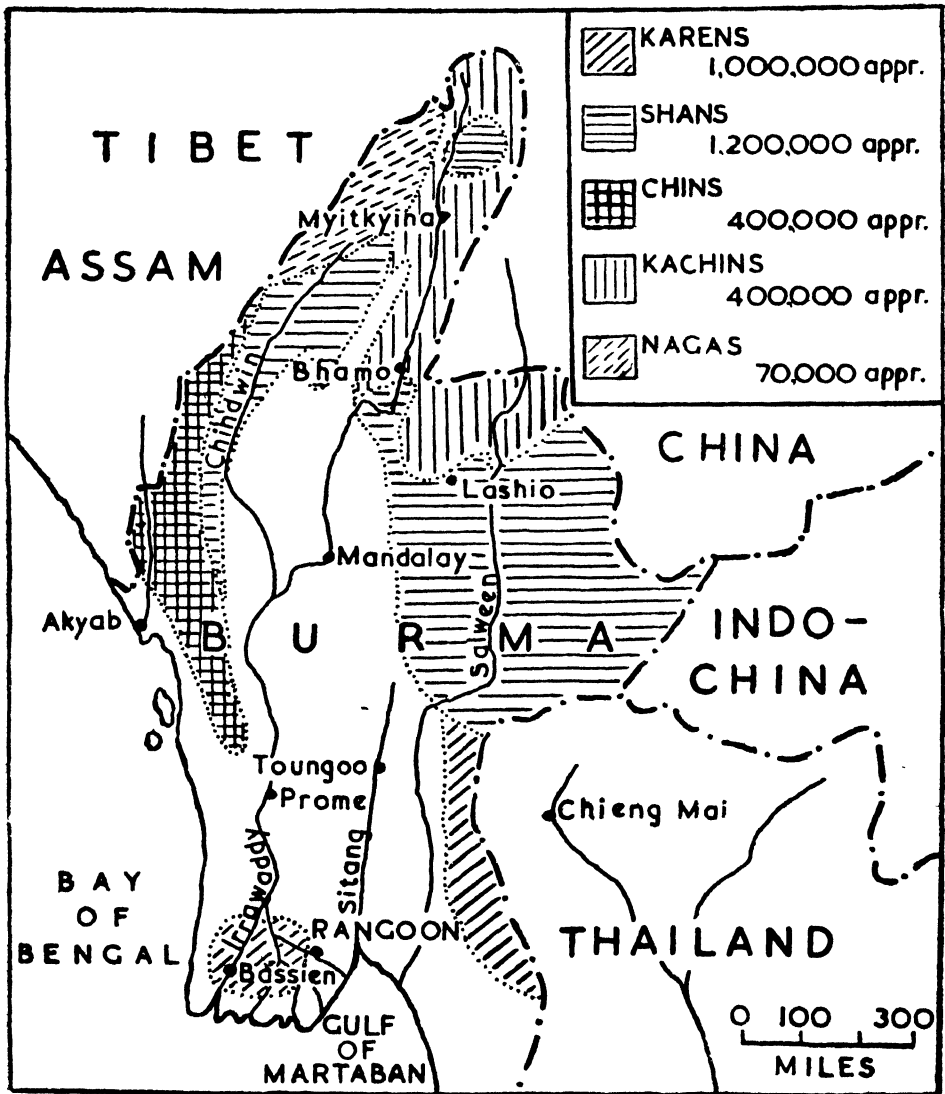 KARENS
1,000,000 appr.
SHANS
1.200,000 appr.
CHINS
400,000 appr.
KACHINS
400,000 appr.
NAGAS
70,000 appr.
TIBET
Myitkyina
ASSAM
Bhamo
Chindwin
CHINA
Lashio
Mandalay
Salween
Akyab
BURMA
INDO-
CHINA
Toungoo
Prome
Chieng Mai
Irrawaddy
Sitang
BAY
OF
BENGAL
RANGOON
THAILAND
Bassien
0 100 300
MILES
GULF
OF
MARTABAN